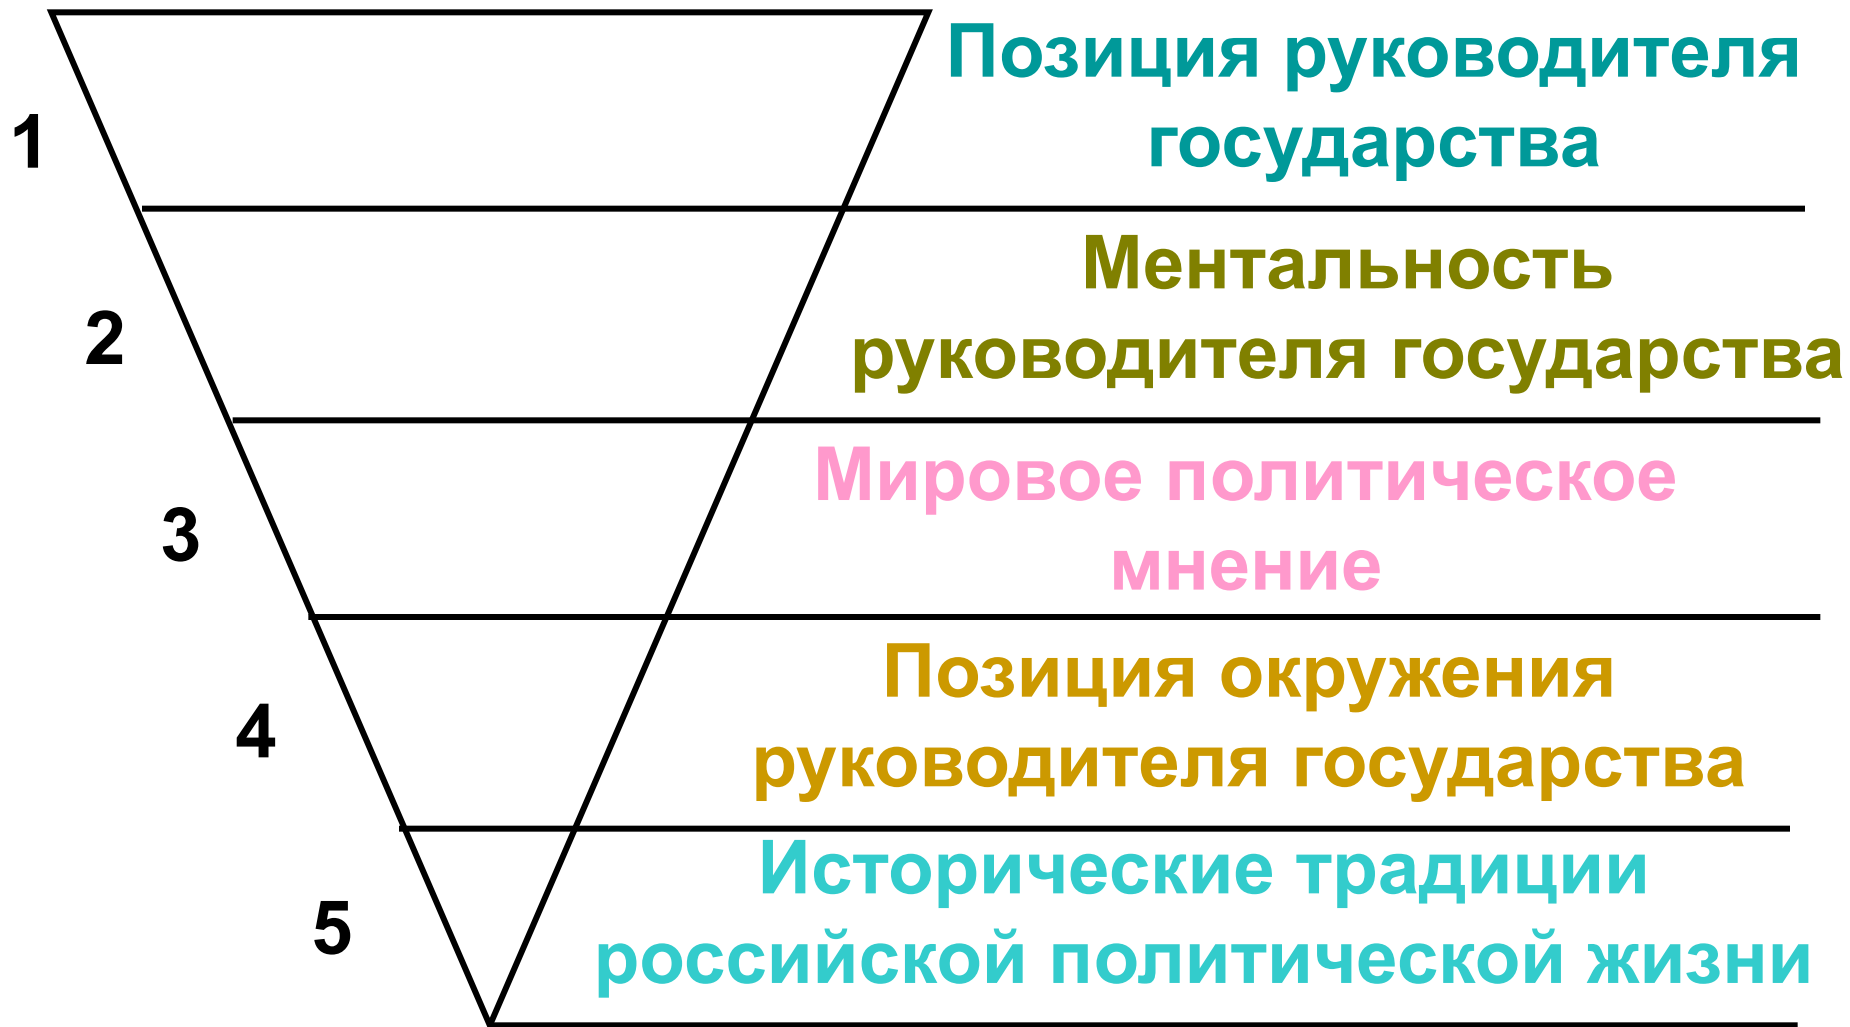 1
Позиция руководителя
государства
2
Ментальность
руководителя государства
3
Мировое политическое
мнение
4
Позиция окружения
руководителя государства
5
Исторические традиции
российской политической жизни